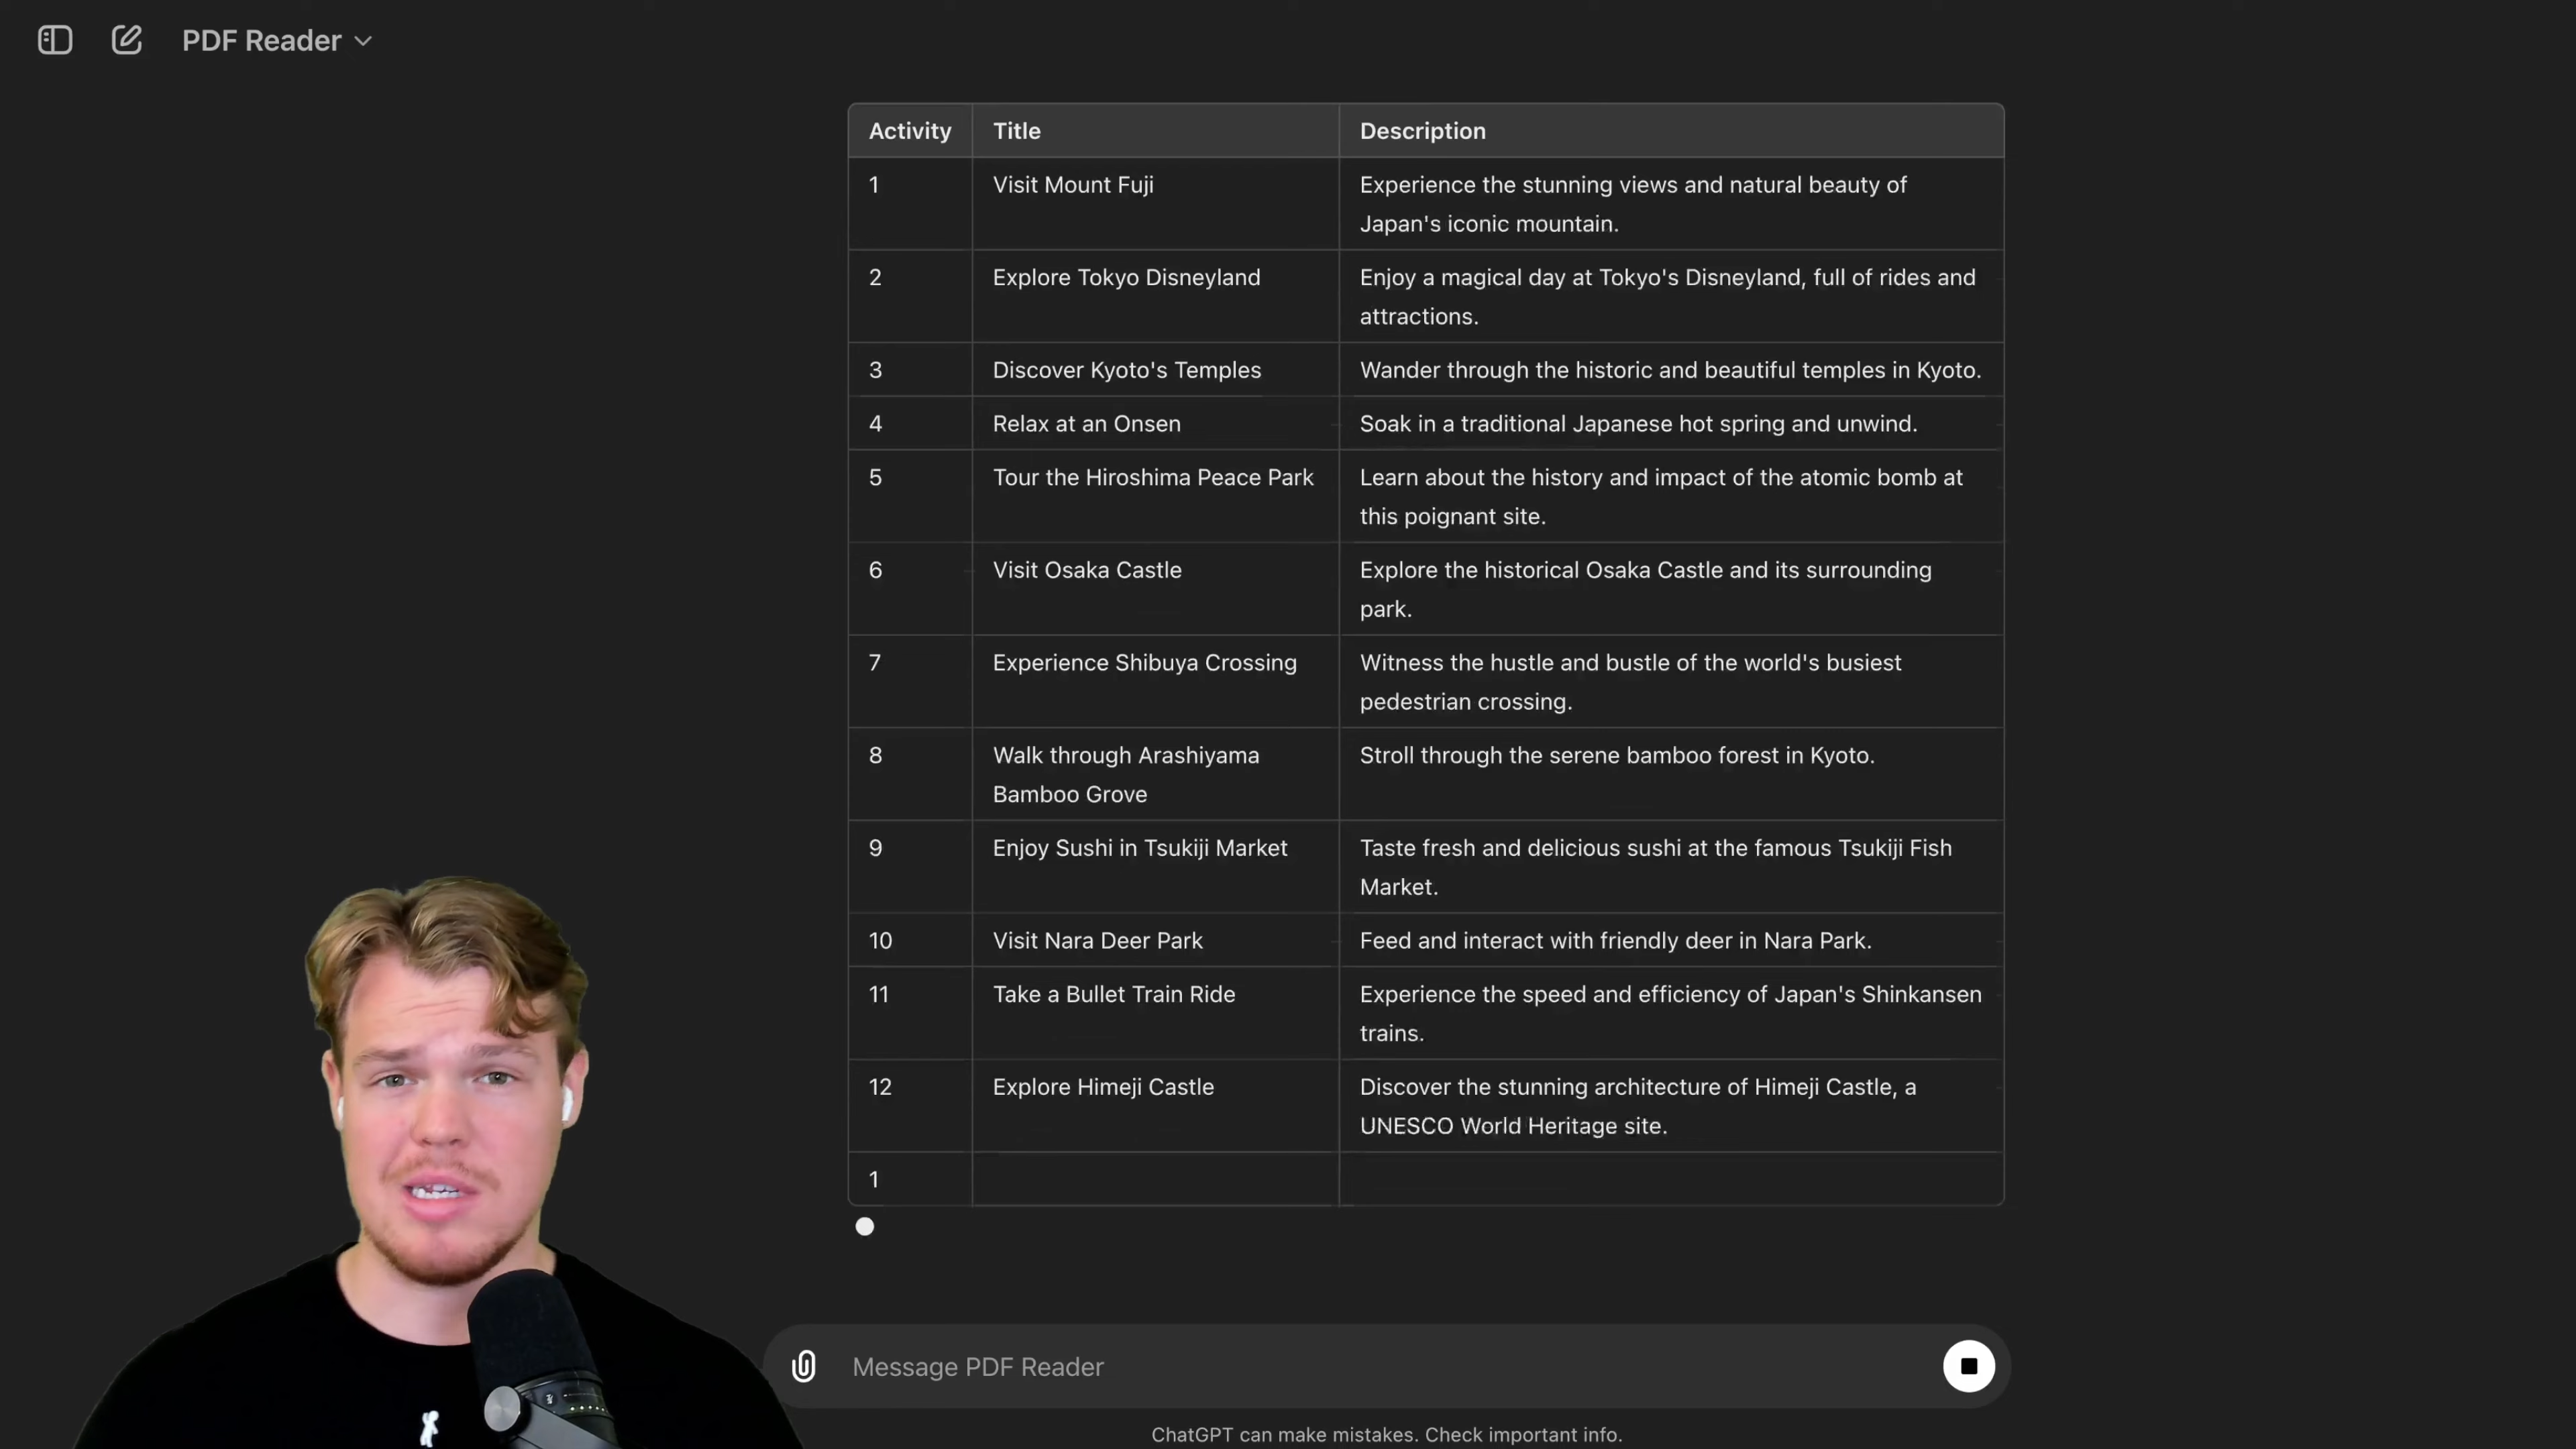 PDF Reader
Activity Title Description
1 Visit Mount Fuji Experience the stunning views and natural beauty of
Japan's iconic mountain.
2 Explore Tokyo Disneyland Enjoy a magical day at Tokyo's Disneyland, full of rides and
attractions.
3 Discover Kyoto's Temples Wander through the historic and beautiful temples in Kyoto.
4 Relax at an Onsen Soak in a traditional Japanese hot spring and unwind.
5 Tour the Hiroshima Peace Park Learn about the history and impact of the atomic bomb at
this poignant site.
6 Visit Osaka Castle Explore the historical Osaka Castle and its surrounding
park.
7 Experience Shibuya Crossing Witness the hustle and bustle of the world's busiest
pedestrian crossing.
8 Walk through Arashiyama Stroll through the serene bamboo forest in Kyoto.
Bamboo Grove
9 Enjoy Sushi in Tsukiji Market Taste fresh and delicious sushi at the famous Tsukiji Fish
Market.
10 Visit Nara Deer Park Feed and interact with friendly deer in Nara Park.
11 Take a Bullet Train Ride Experience the speed and efficiency of Japan's Shinkansen
trains.
12 Explore Himeji Castle Discover the stunning architecture of Himeji Castle, a
UNESCO World Heritage site.
1
Message PDF Reader
ChatGPT can make mistakes. Check important info.